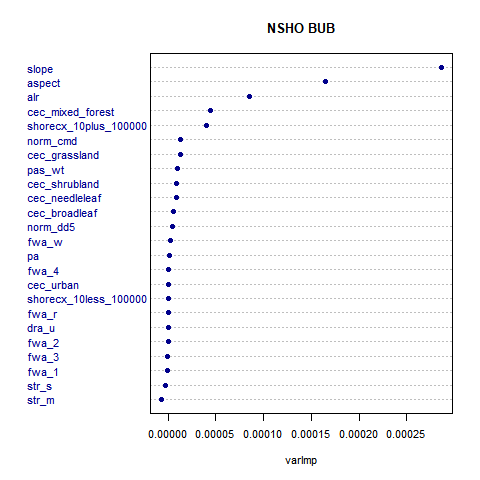 NSHO BUB
slope
aspect
alr
cec_mixed_forest
shorecx_10plus_100000
norm_cmd
cec_grassland
pas_wt
cec_shrubland
cec_needleleaf
cec_broadleaf
norm_dd5
fwa_w
pa
fwa_4
cec_urban
shorecx_10less_100000
fwa_r
dra_u
fwa_2
fwa_3
fwa_1
str_s
str_m
0.00000 0.00005 0.00010 0.00015 0.00020 0.00025
varImp